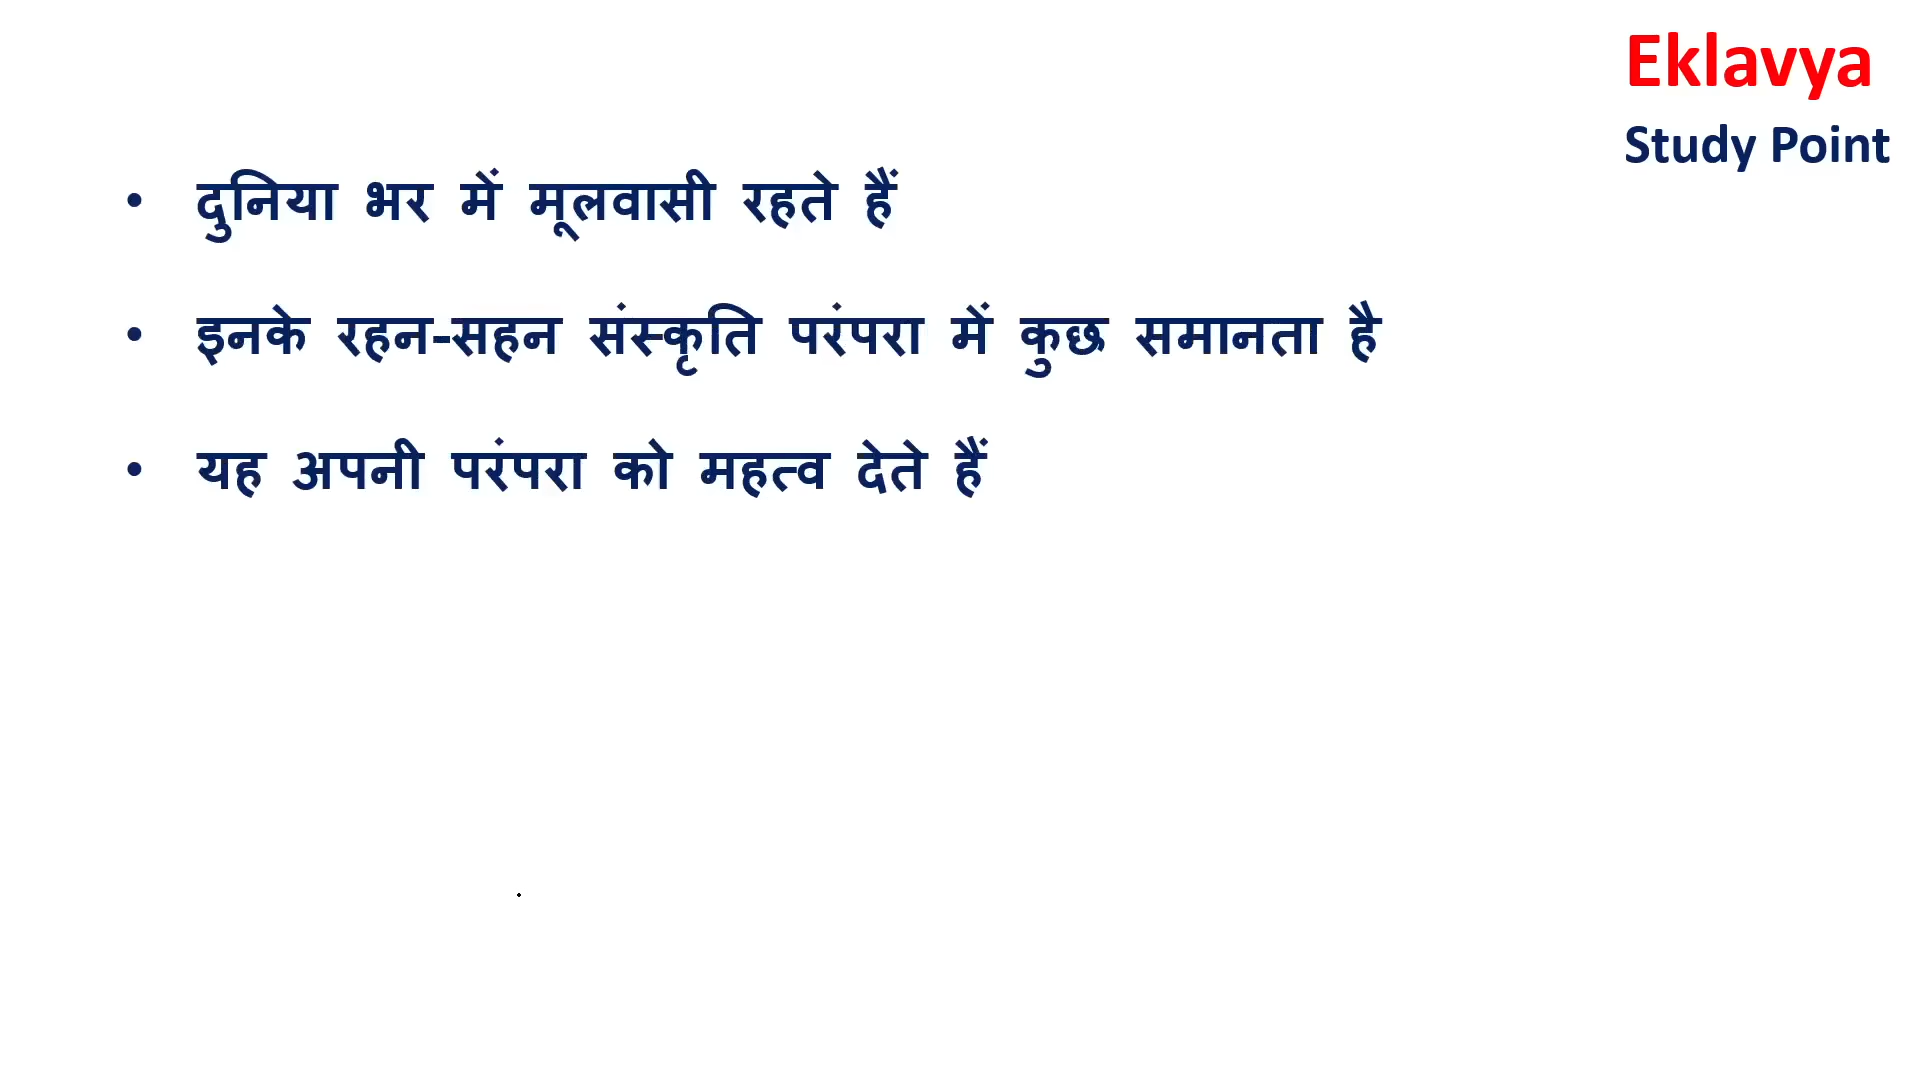 Eklavya
Study Point
• दुनिया भर में मूलवासी रहते हैं
• इनके रहन-सहन संस्कृति परंपरा में कुछ समानता है
• यह अपनी परंपरा को महत्व देते हैं